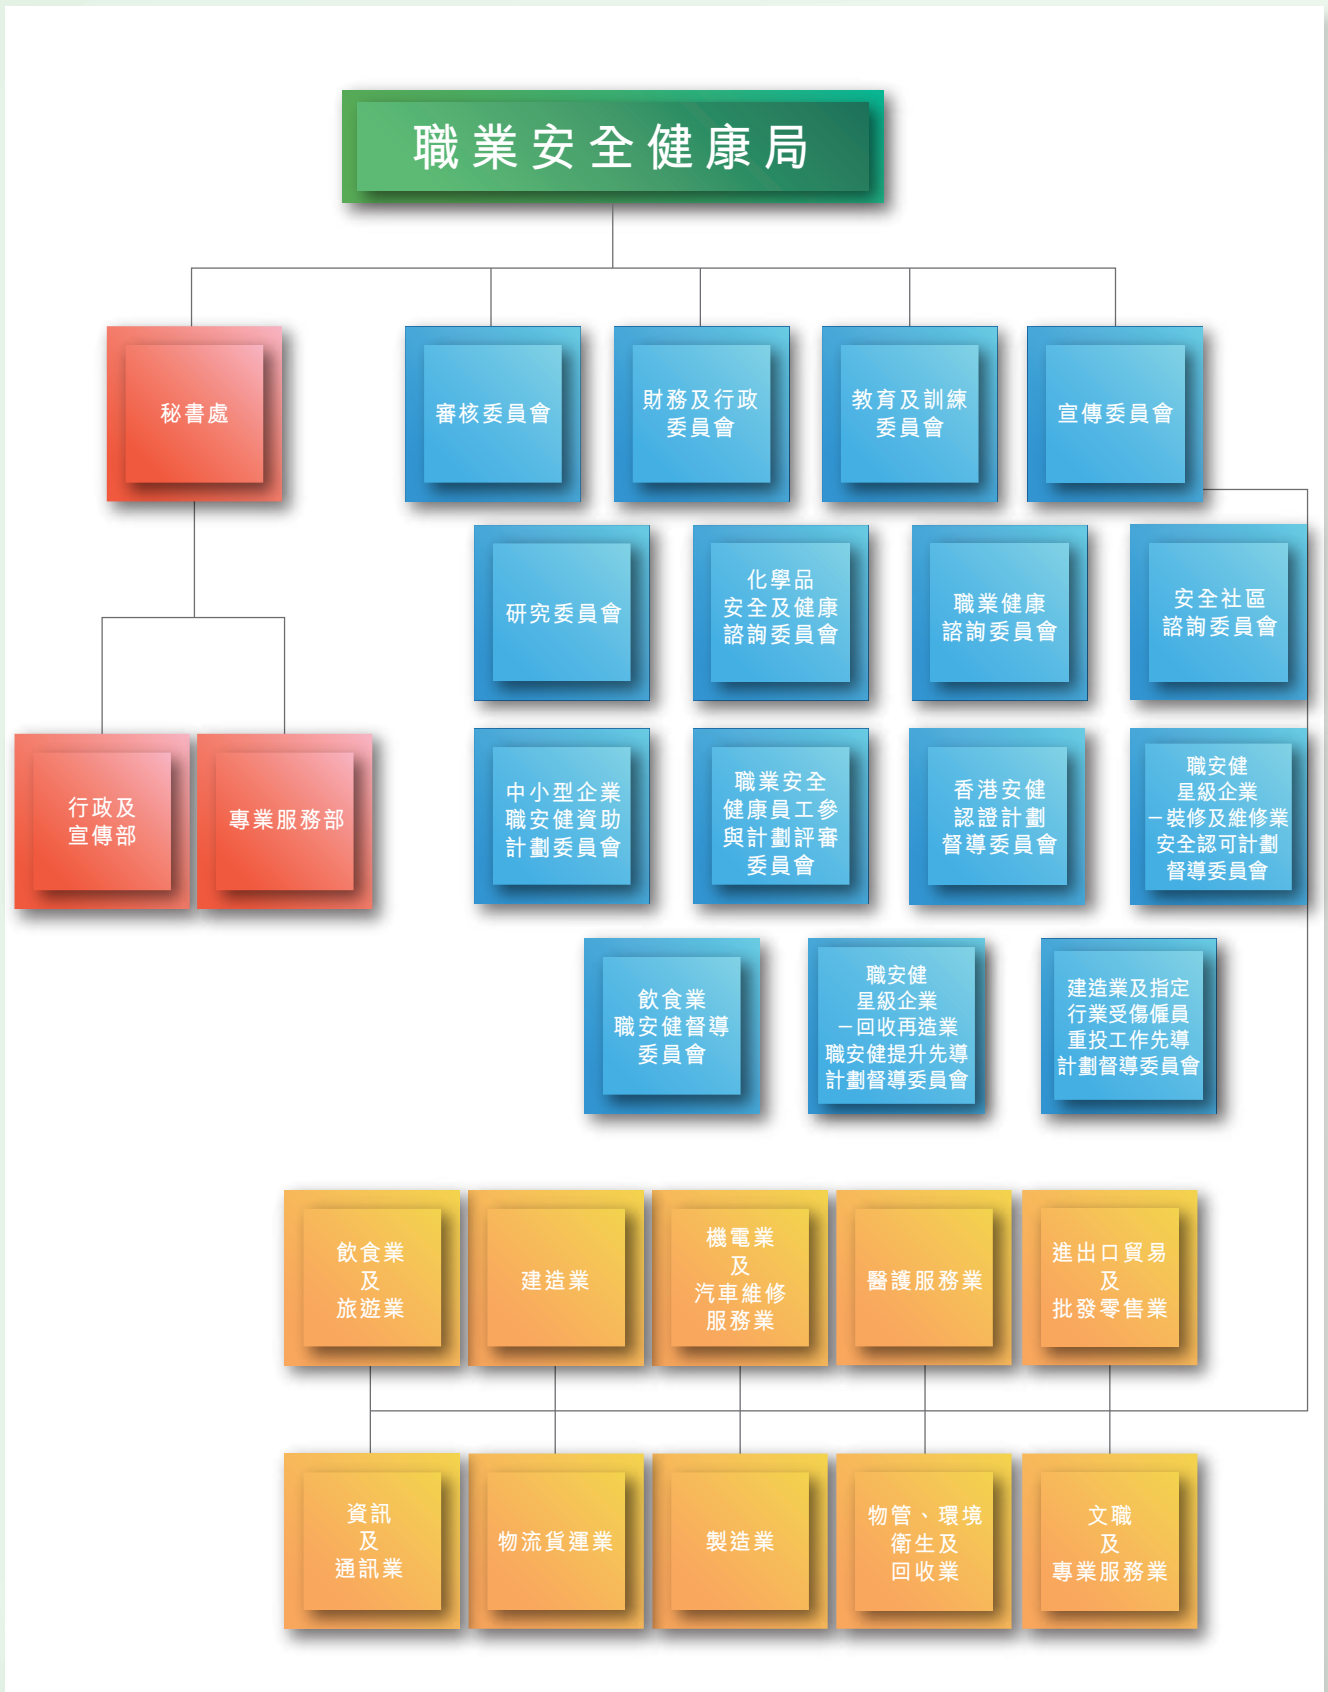 職業安全健康局
秘書處
審核委員會
財務及行政
委員會
教育及訓練
委員會
宣傳委員會
研究委員會
化學品
安全及健康
諮詢委員會
職業健康
諮詢委員會
安全社區
諮詢委員會
行政及
宣傳部
專業服務部
中小型企業
職安健資助
計劃委員會
職業安全
健康員工參
與計劃評審
委員會
香港安健
認證計劃
督導委員會
職安健
星級企業
－裝修及維修業
安全認可計劃
督導委員會
飲食業
職安健督導
委員會
職安健
星級企業
－回收再造業
職安健提升先導
計劃督導委員會
建造業及指定
行業受傷僱員
重投工作先導
計劃督導委員會
飲食業
及
旅遊業
建造業
機電業
及
汽車維修
服務業
醫護服務業
進出口貿易
及
批發零售業
資訊
及
通訊業
物流貨運業
製造業
物管、環境
衛生及
回收業
文職
及
專業服務業